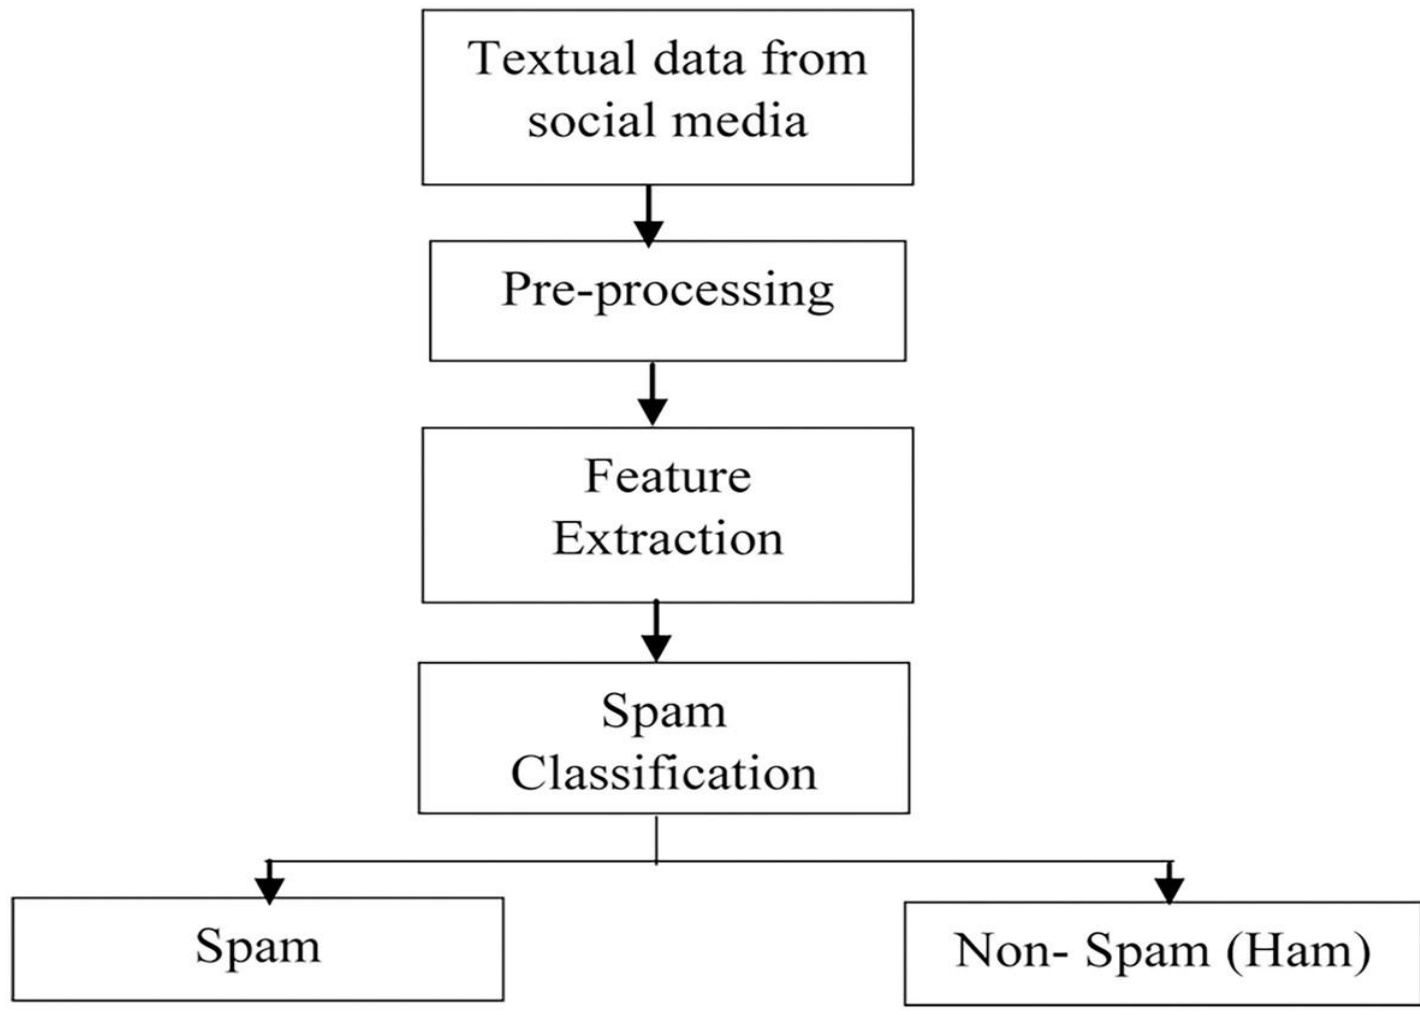 Textual data from
social media
Pre-processing
Feature
Extraction
Spam
Classification
Spam
Non- Spam (Ham)